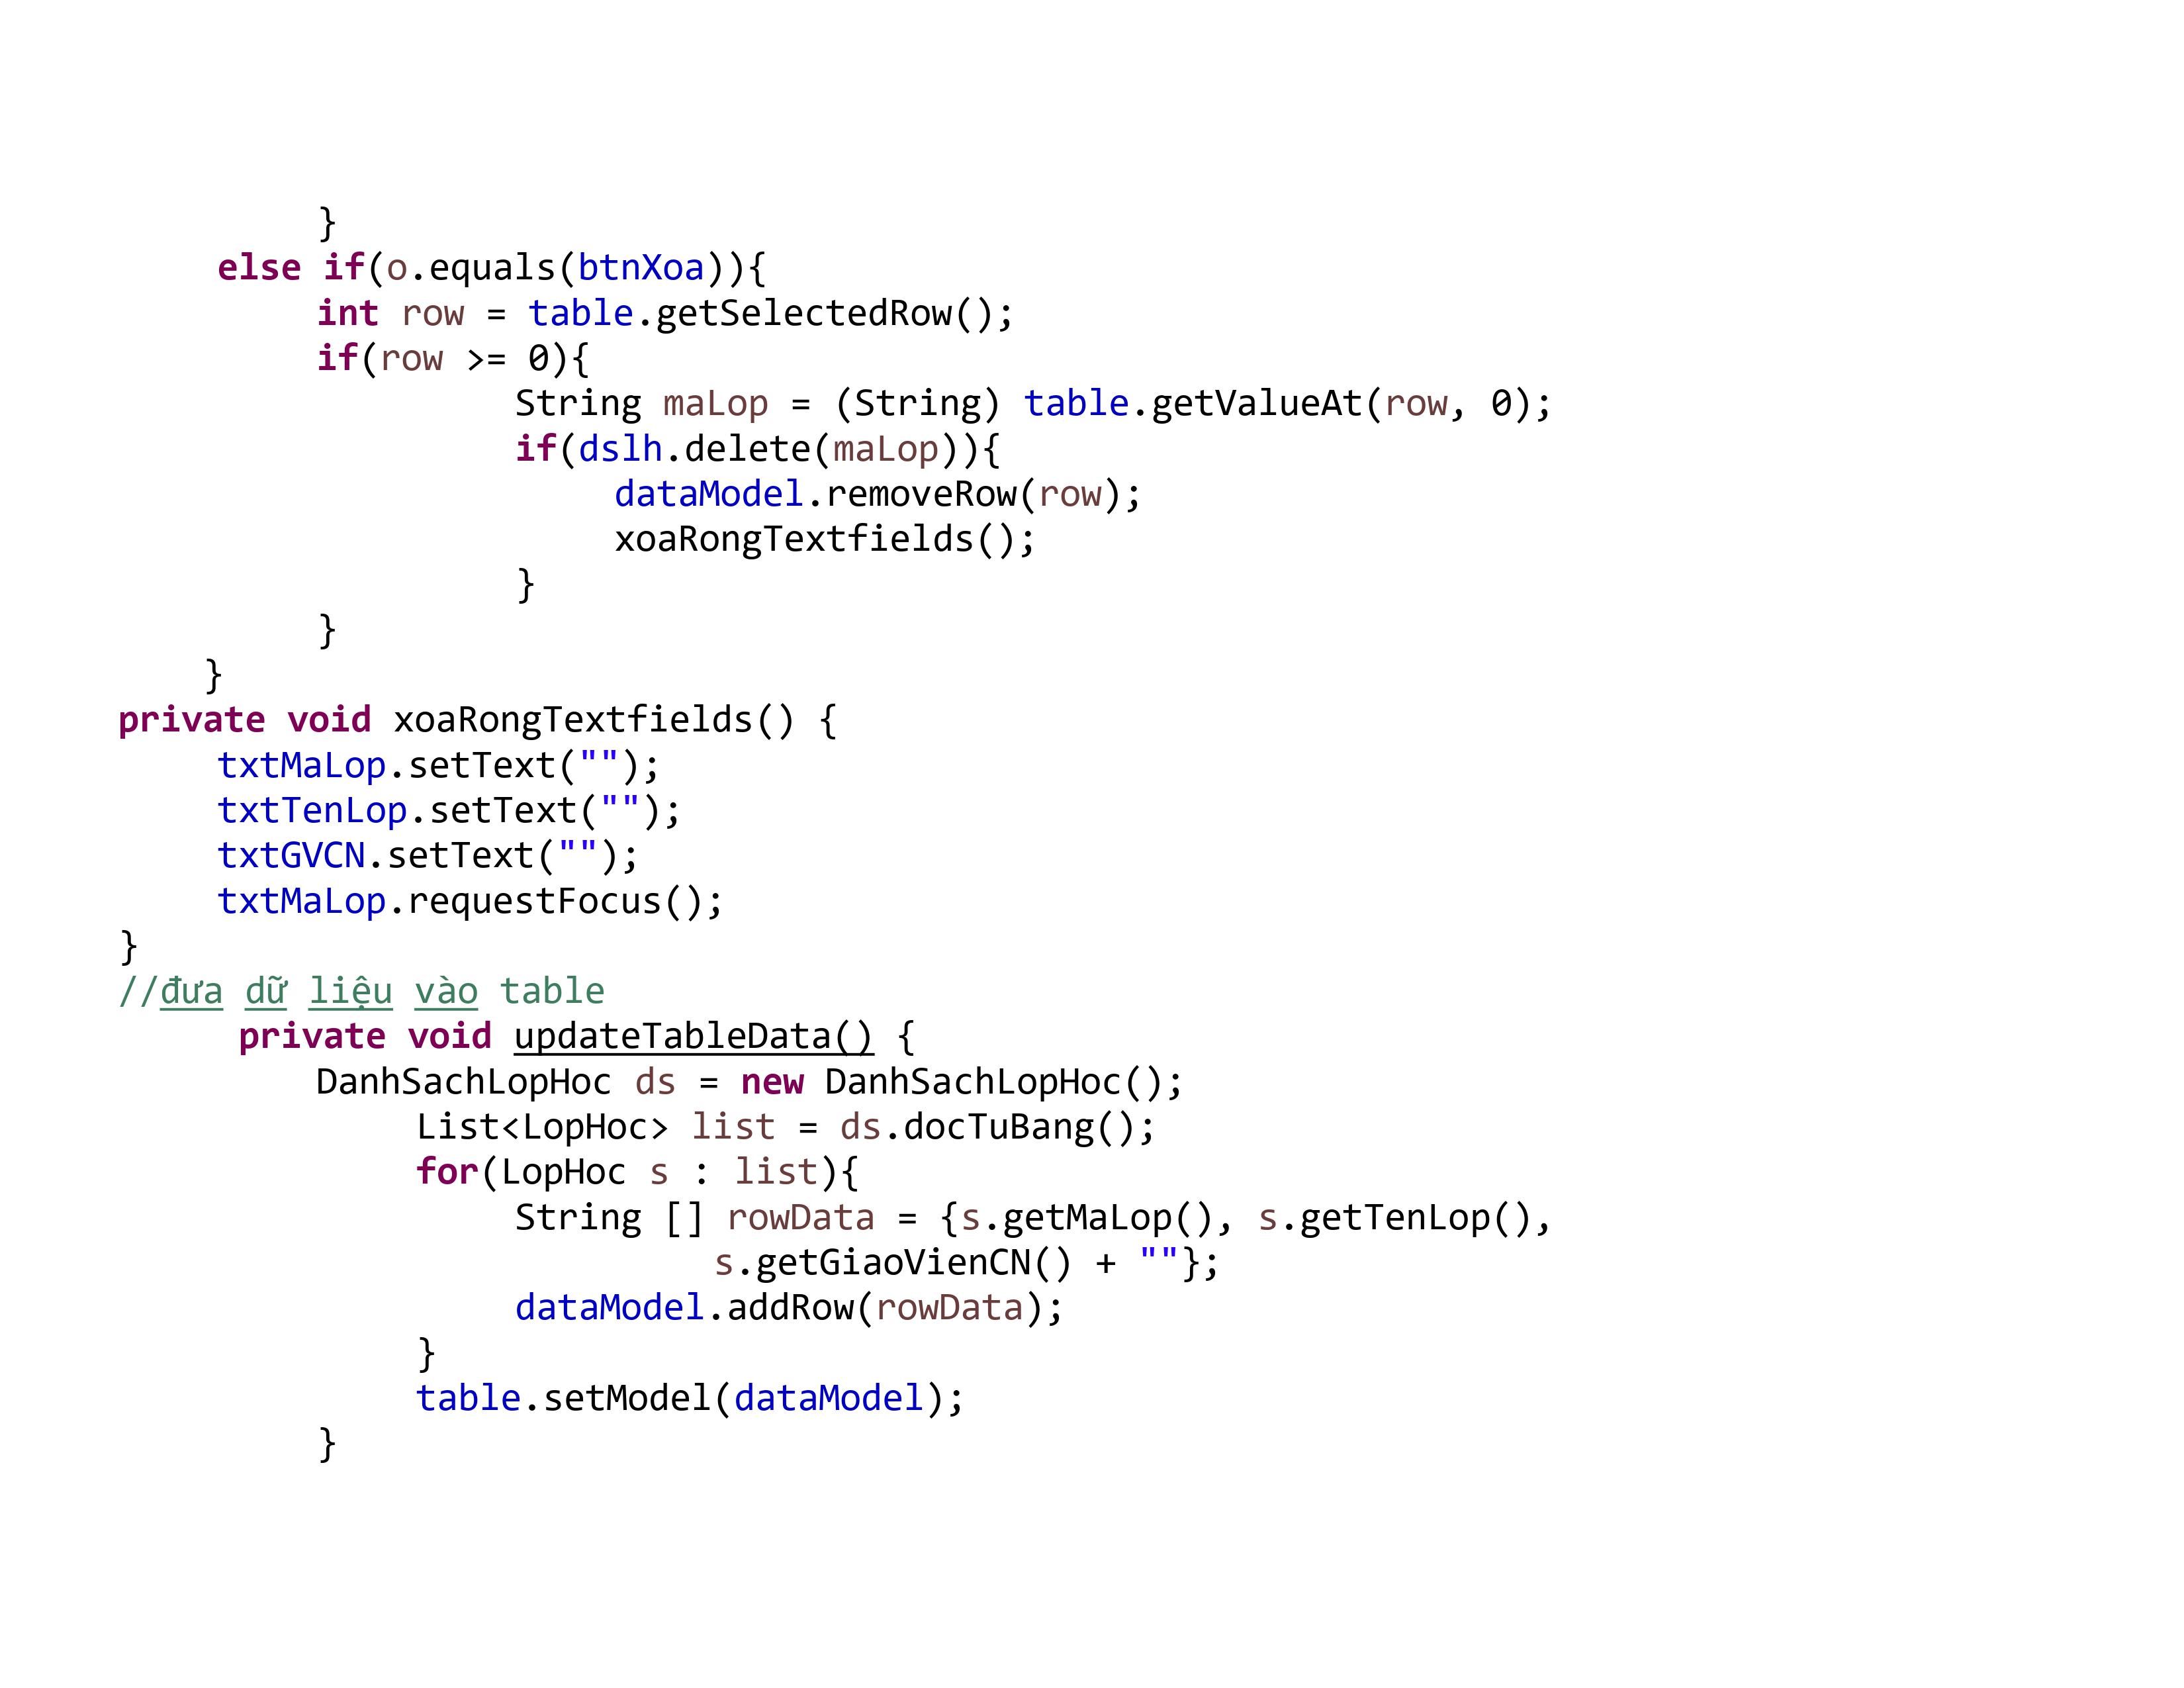 }
else if(o.equals(btnXoa)){
int row = table.getSelectedRow();
if(row >= 0){
String maLop = (String) table.getValueAt(row, 0);
if(dslh.delete(maLop)){
dataModel.removeRow(row);
xoaRongTextfields();
}
}
}
private void xoaRongTextfields() {
txtMaLop.setText("");
txtTenLop.setText("");
txtGVCN.setText("");
txtMaLop.requestFocus();
}
//đưa dữ liệu vào table
private void updateTableData() {
DanhSachLopHoc ds = new DanhSachLopHoc();
List<LopHoc> list = ds.docTuBang();
for(LopHoc s : list){
String [] rowData = {s.getMaLop(), s.getTenLop(),
s.getGiaoVienCN() + ""};
dataModel.addRow(rowData);
}
table.setModel(dataModel);
}